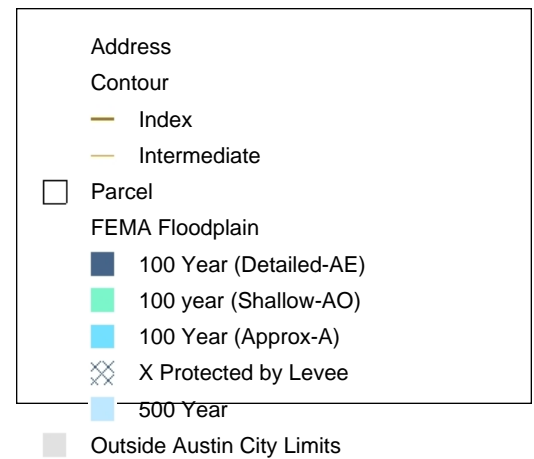 Address
Contour
Index
Intermediate
Parcel
FEMA Floodplain
100 Year (Detailed-AE)
100 year (Shallow-AO)
100 Year (Approx-A)
X Protected by Levee
500 Year
Outside Austin City Limits